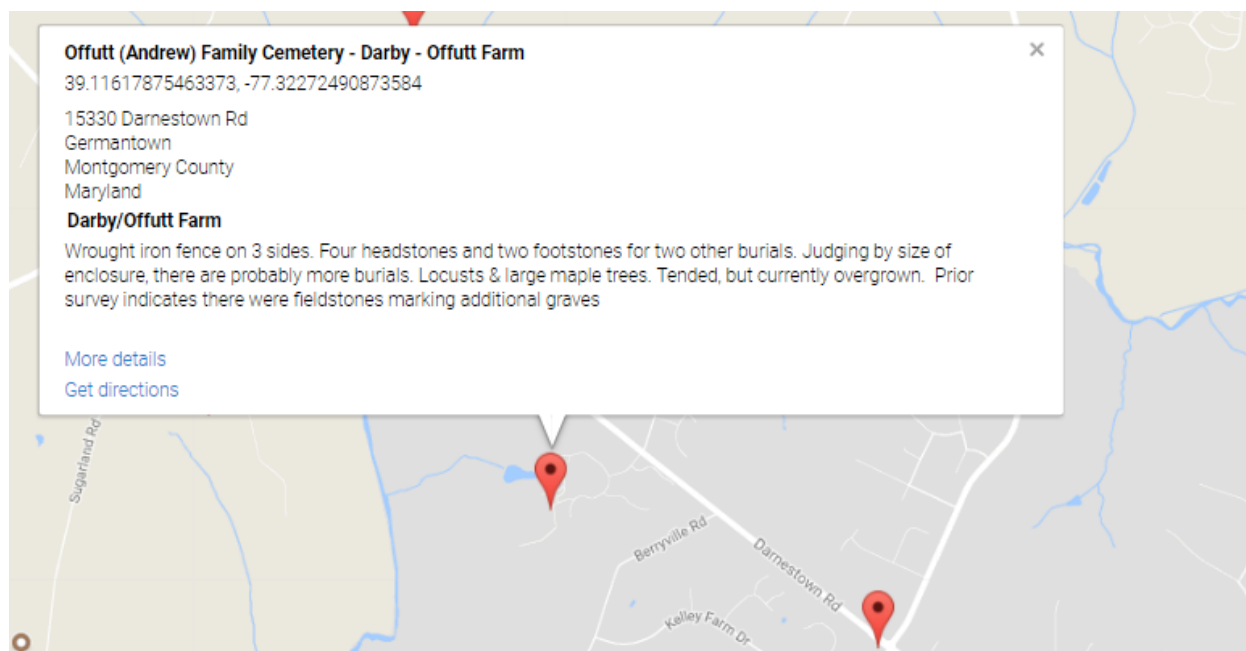 Offutt (Andrew) Family Cemetery - Darby - Offutt Farm
39.11617875463373, -77.32272490873584
15330 Darnestown Rd
Germantown
Montgomery County
Maryland
Darby/Offutt Farm
Wrought iron fence on 3 sides. Four headstones and two footstones for two other burials. Judging by size of
enclosure, there are probably more burials. Locusts & large maple trees. Tended, but currently overgrown.  Prior
survey indicates there were fieldstones marking additional graves
More details
Get directions
Sugarland Rd
Berryville Rd
Darnestown Rd
Kelley Farm Dr